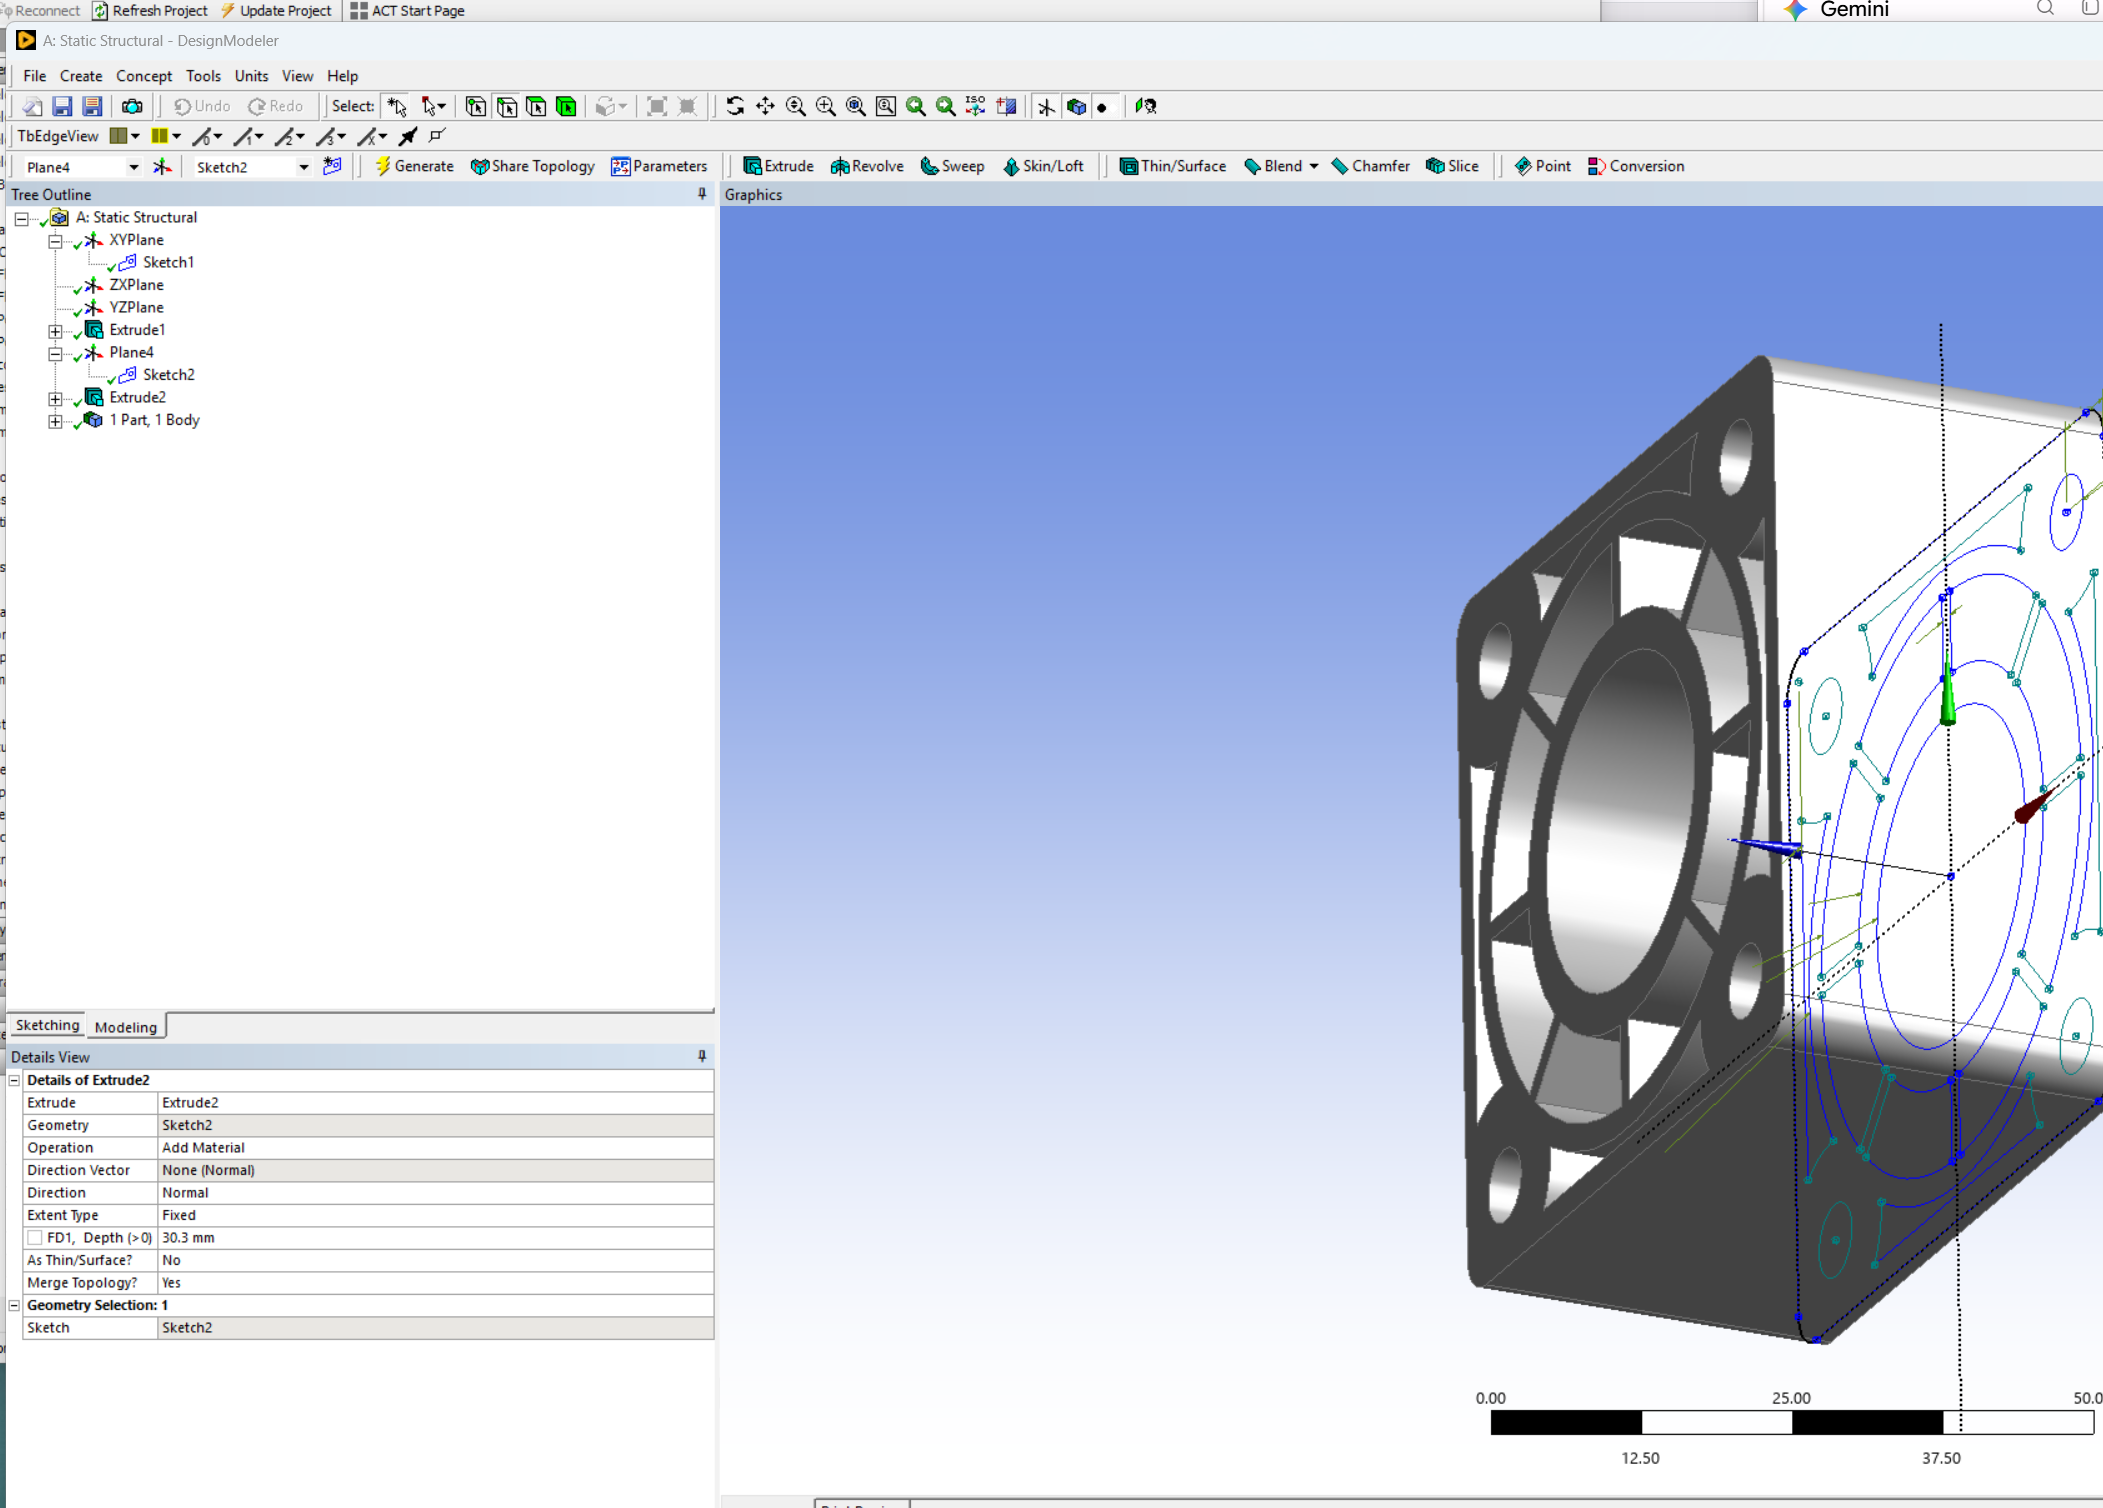 Reconnect Refresh Project Update Project ACT Start Page Gemini
A: Static Structural - DesignModeler
File Create Concept Tools Units View Help
Undo Redo Select: ISO
TbEdgeView
Plane4 Sketch2 Generate Share Topology Parameters Extrude Revolve Sweep Skin/Loft Thin/Surface Blend Chamfer Slice Point Conversion
Tree Outline
Graphics
A: Static Structural
XYPlane
Sketch1
ZXPlane
YZPlane
Extrude1
Plane4
Sketch2
Extrude2
1 Part, 1 Body
Sketching Modeling
Details View
Details of Extrude2
Extrude Extrude2
Geometry Sketch2
Operation Add Material
Direction Vector None (Normal)
Direction Normal
Extent Type Fixed
FD1, Depth (>0) 30.3 mm
As Thin/Surface? No
Merge Topology? Yes
Geometry Selection: 1
Sketch Sketch2
0.00 25.00 50.0
12.50 37.50